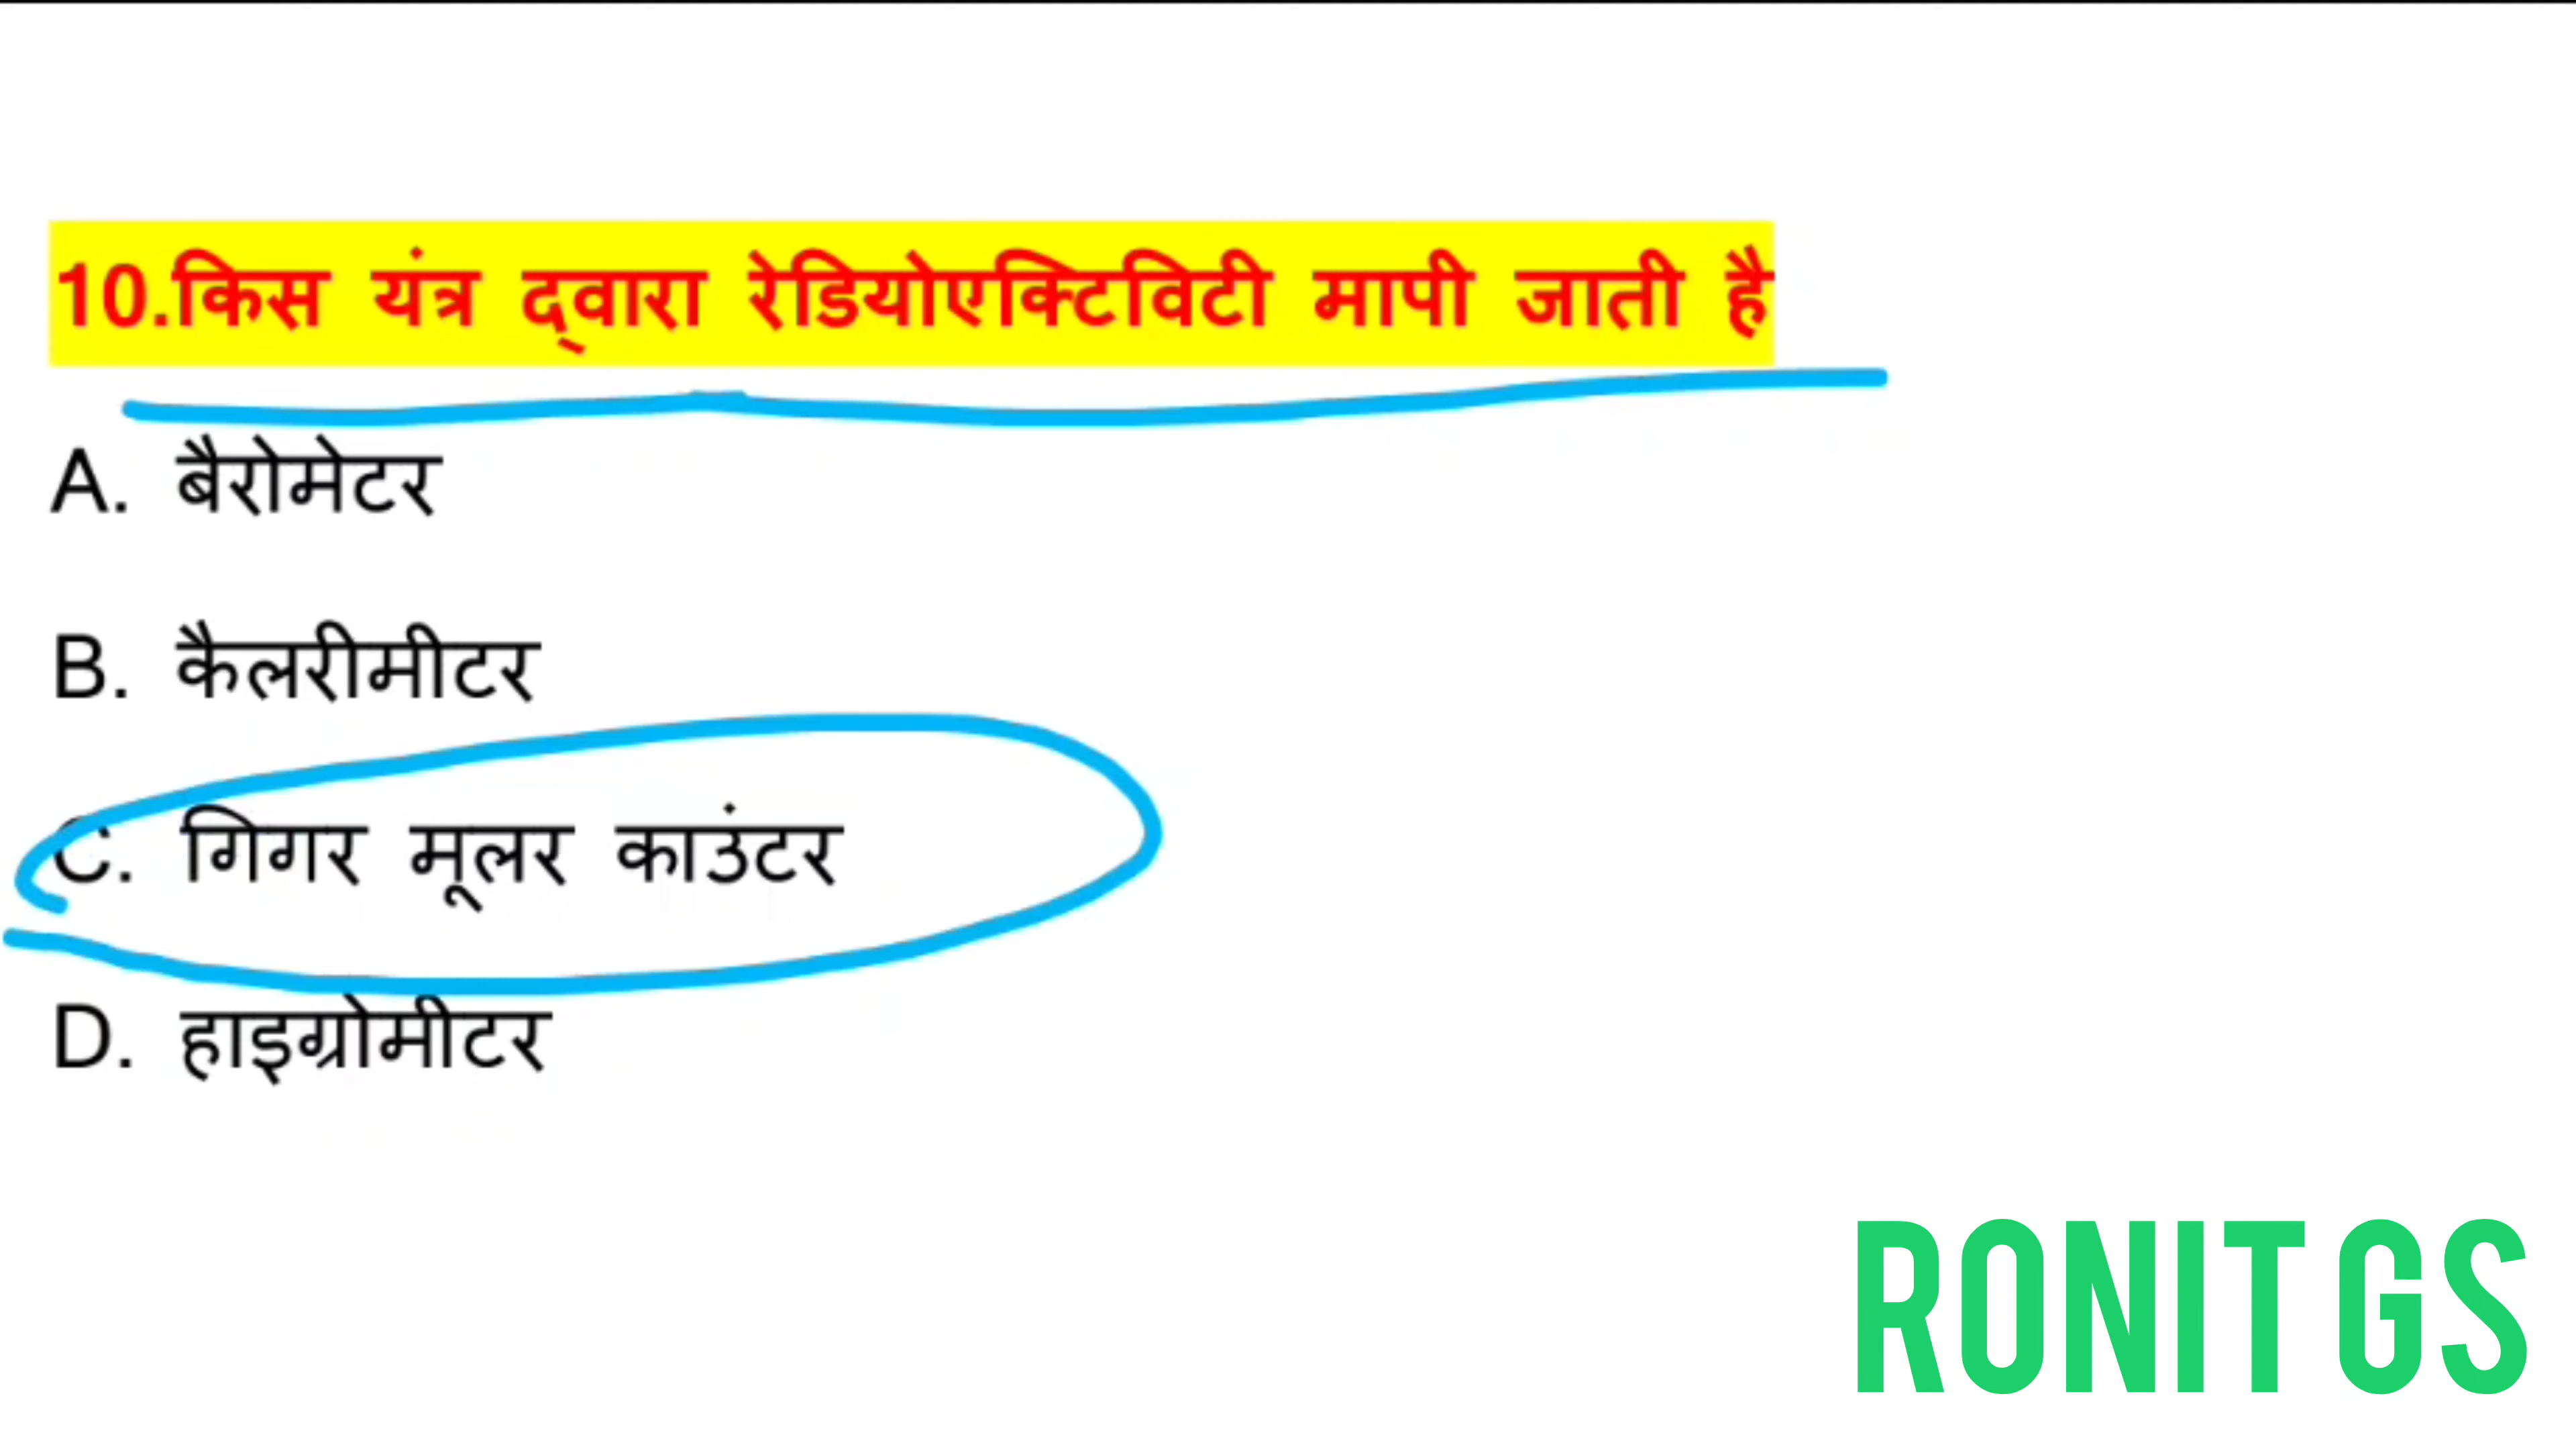 10.किस यंत्र द्वारा रेडियोएक्टिविटी मापी जाती है
A. बैरोमेटर
B. कैलरीमीटर
C. गिगर मूलर काउंटर
D. हाइग्रोमीटर
RONIT GS